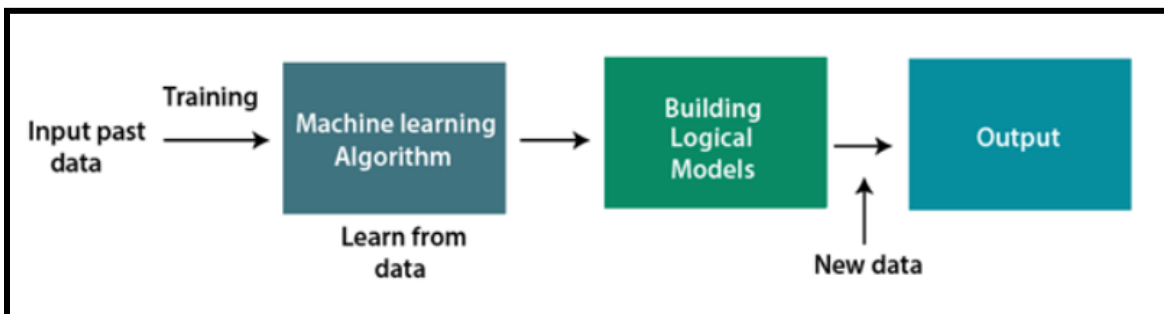 Training
Input past
data
Machine learning
Algorithm
Learn from
data
Building
Logical
Models
New data
Output